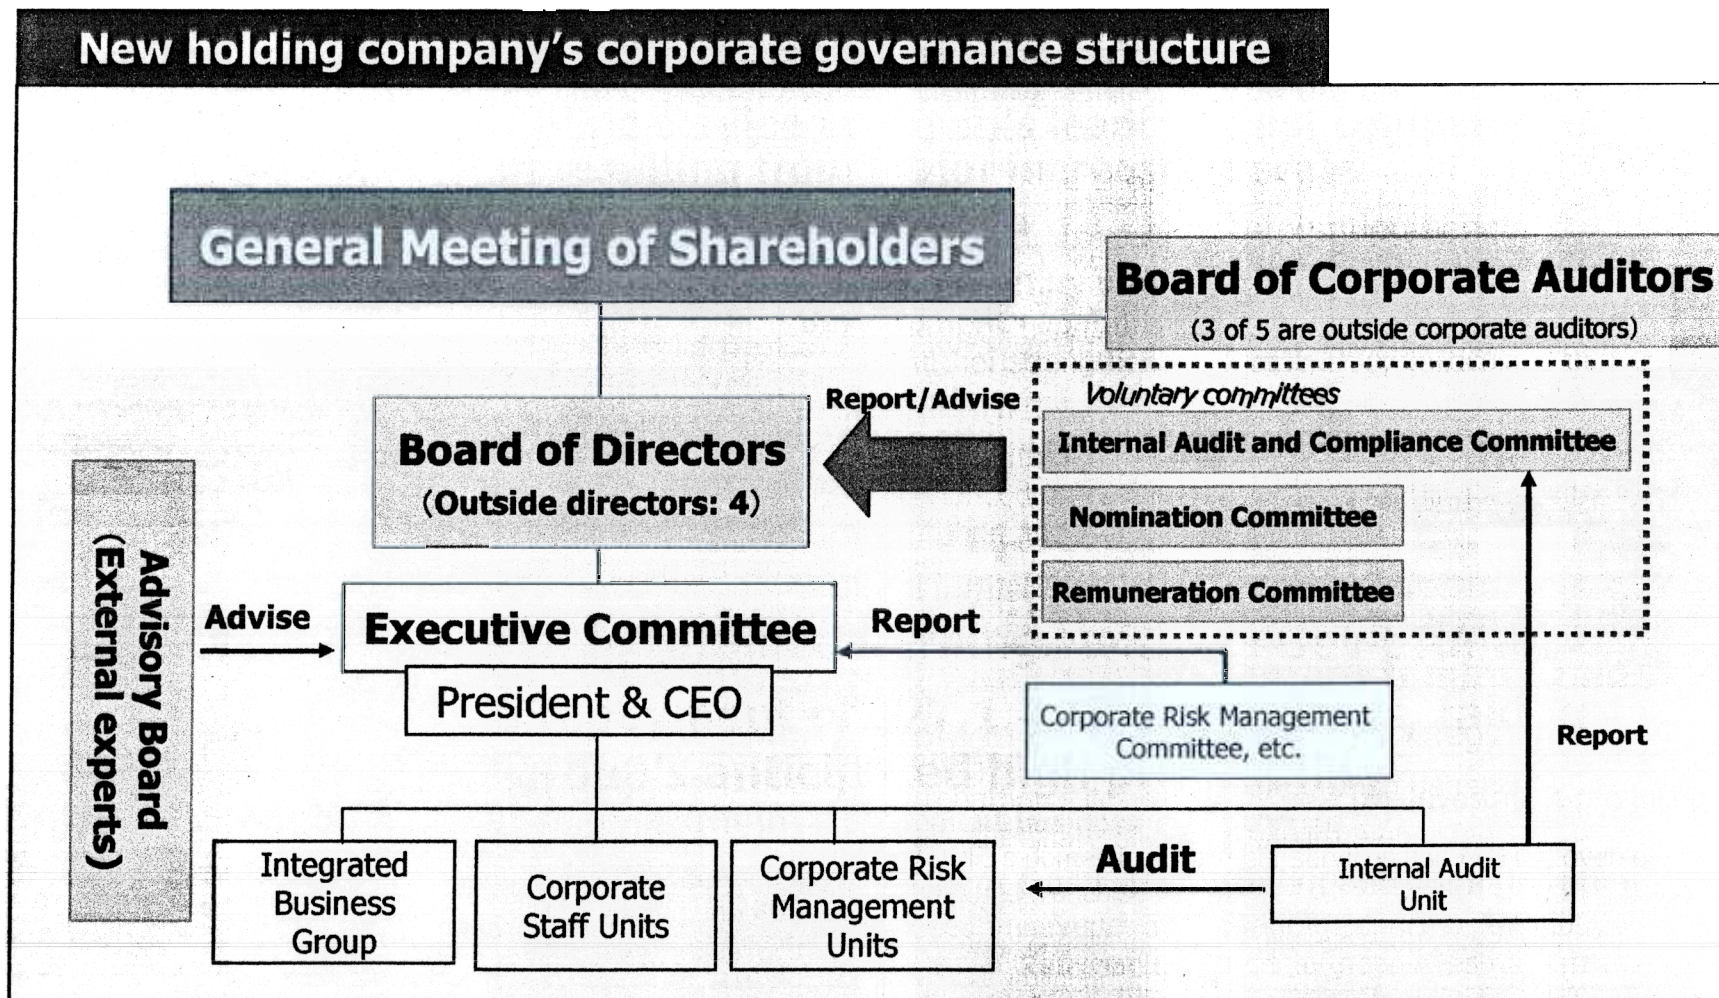 New holding company's corporate governance structure
General Meeting of Shareholders
Board of Corporate Auditors
(3 of 5 are outside corporate auditors)
Report/Advise
Voluntary committees
Internal Audit and Compliance Committee
Board of Directors
(Outside directors: 4)
Nomination Committee
Remuneration Committee
Advisory Board
(External experts)
Advise
Executive Committee
Report
President & CEO
Corporate Risk Management
Committee, etc.
Report
Integrated
Business
Group
Corporate
Staff Units
Corporate Risk
Management
Units
Audit
Internal Audit
Unit